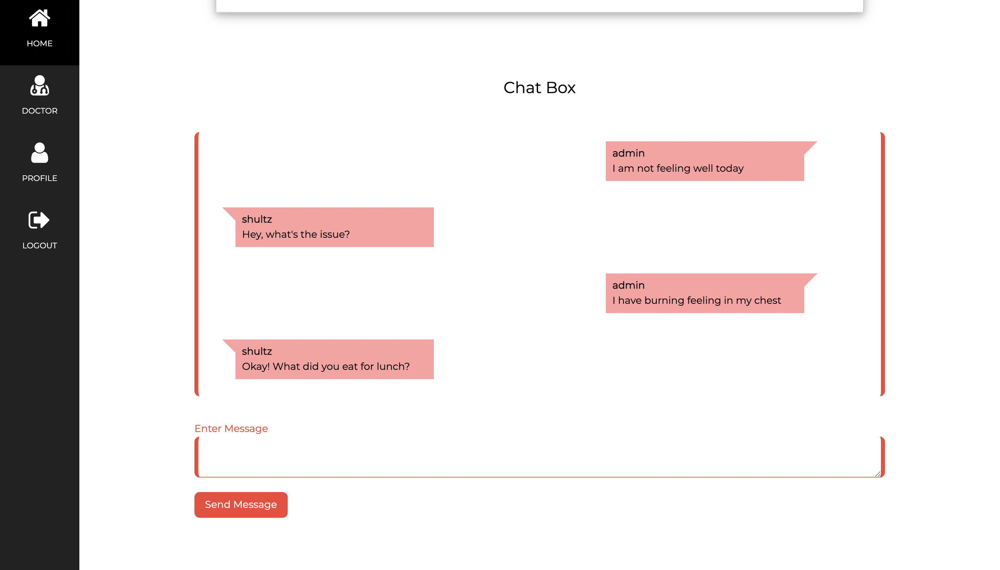 HOME
DOCTOR
PROFILE
LOGOUT
Chat Box
admin
I am not feeling well today
shultz
Hey, what's the issue?
admin
I have burning feeling in my chest
shultz
Okay! What did you eat for lunch?
Enter Message
Send Message